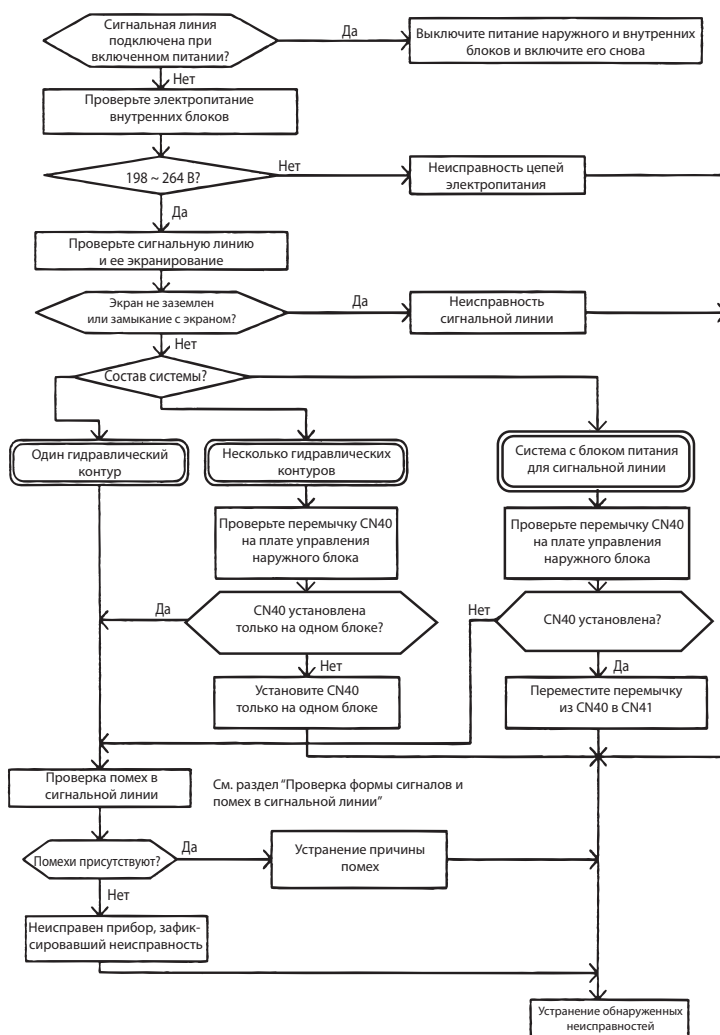 Сигнальная линия
подключена при
включенном питании?
Да
Выключите питание наружного и внутренних
блоков и включите его снова
Нет
Проверьте электропитание
внутренних блоков
198 ~ 264 В?
Нет
Неисправность цепей
электропитания
Да
Проверьте сигнальную линию
и ее экранирование
Экран не заземлен
или замыкание с экраном?
Да
Неисправность
сигнальной линии
Нет
Состав системы?
Один гидравлический
контур
Несколько гидравлических
контуров
Система с блоком питания
для сигнальной линии
Проверьте перемычку CN40
на плате управления
наружного блока
Проверьте перемычку CN40
на плате управления
наружного блока
Да
CN40 установлена
только на одном блоке?
Нет
CN40 установлена?
Нет
Да
Установите CN40
только на одном блоке
Переместите перемычку
из CN40 в CN41
Проверка помех в
сигнальной линии
См. раздел "Проверка формы сигналов и
помех в сигнальной линии"
Помехи присутствуют?
Да
Устранение причины
помех
Нет
Неисправен прибор, зафик-
сировавший неисправность
Устранение обнаруженных
неисправностей